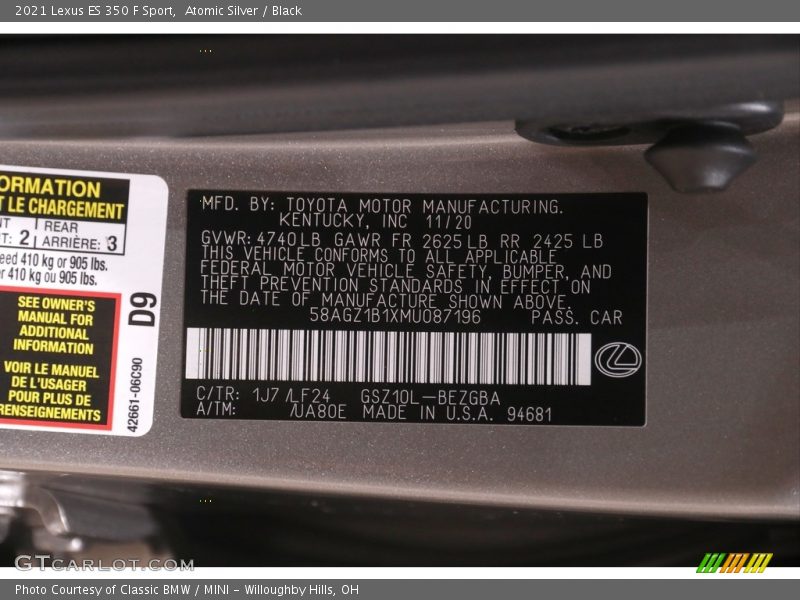 2021 Lexus ES 350 F Sport, Atomic Silver / Black
ORMATION
T LE CHARGEMENT
NT
T: 2
REAR
ARRIÈRE: 3
eed 410 kg or 905 lbs.
r 410 kg ou 905 lbs.
SEE OWNER'S
MANUAL FOR
ADDITIONAL
INFORMATION
VOIR LE MANUEL
DE L'USAGER
POUR PLUS DE
RENSEIGNEMENTS
D9
42661-06C90
MFD. BY: TOYOTA MOTOR MANUFACTURING.
KENTUCKY, INC 11/20
GVWR: 4740LB GAWR FR 2625LB RR 2425 LB
THIS VEHICLE CONFORMS TO ALL APPLICABLE
FEDERAL MOTOR VEHICLE SAFETY, BUMPER, AND
THEFT PREVENTION STANDARDS IN EFFECT ON
THE DATE OF MANUFACTURE SHOWN ABOVE.
58AGZ1B1XMU087196 PASS. CAR
C/TR: 1J7 /LF24 GSZ10L-BEZGBA
A/TM: /UA80E MADE IN U.S.A. 94681
GTCARLOT.COM
Photo Courtesy of Classic BMW / MINI - Willoughby Hills, OH